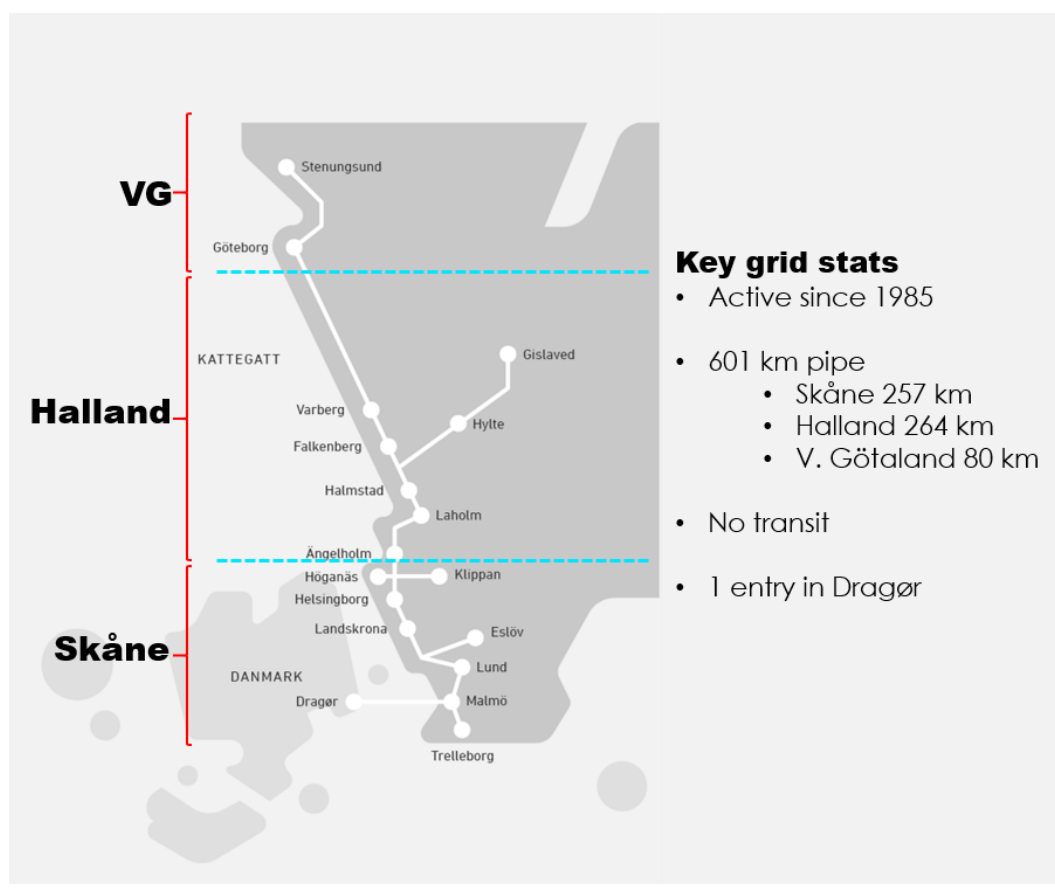 VG
Halland
Skåne
Stenungsund
Göteborg
KATTEGATT
Gislaved
Varberg
Hylte
Falkenberg
Halmstad
Laholm
Ängelholm
Höganäs
Klippan
Helsingborg
Landskrona
Eslöv
Lund
DANMARK
Dragør
Malmö
Trelleborg
Key grid stats
• Active since 1985
• 601 km pipe
• Skåne 257 km
• Halland 264 km
• V. Götaland 80 km
• No transit
• 1 entry in Dragør